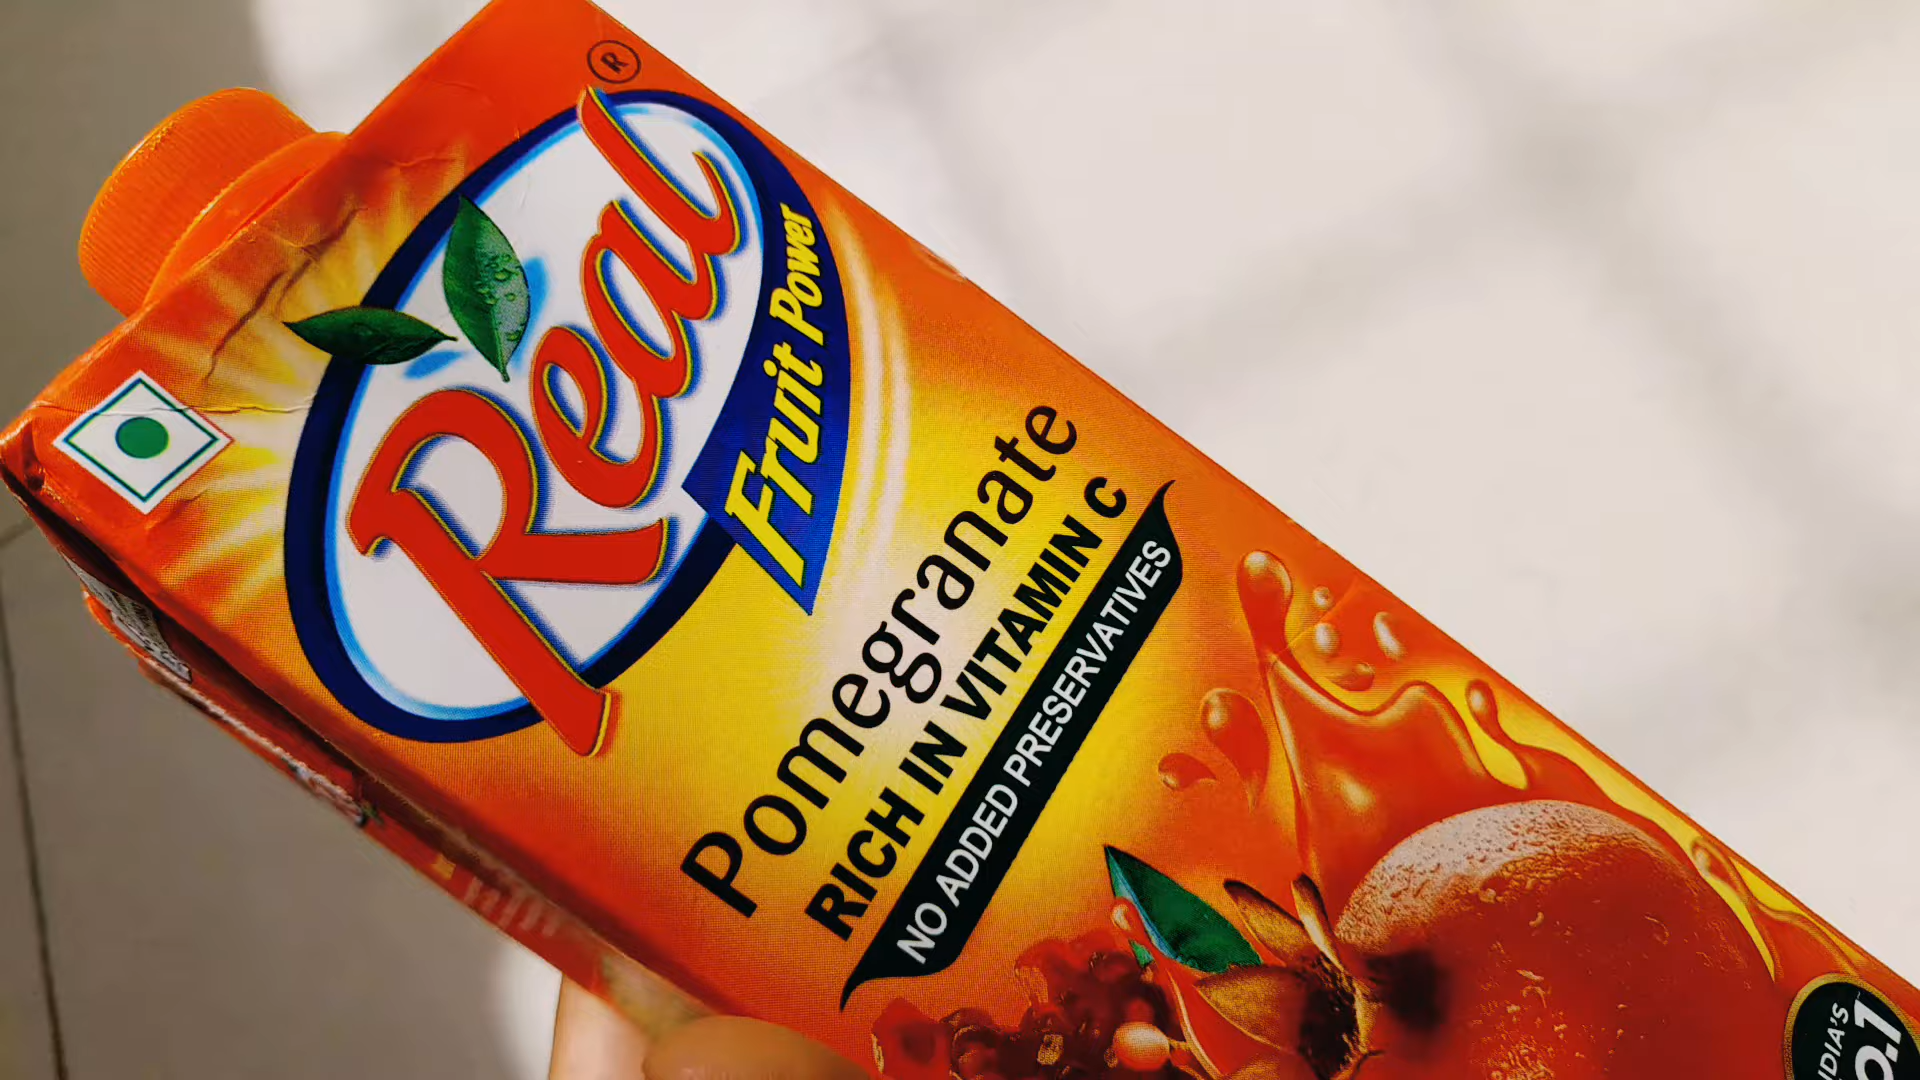 ®
Real
Fruit Power
Pomegranate
RICH IN VITAMIN C
NO ADDED PRESERVATIVES